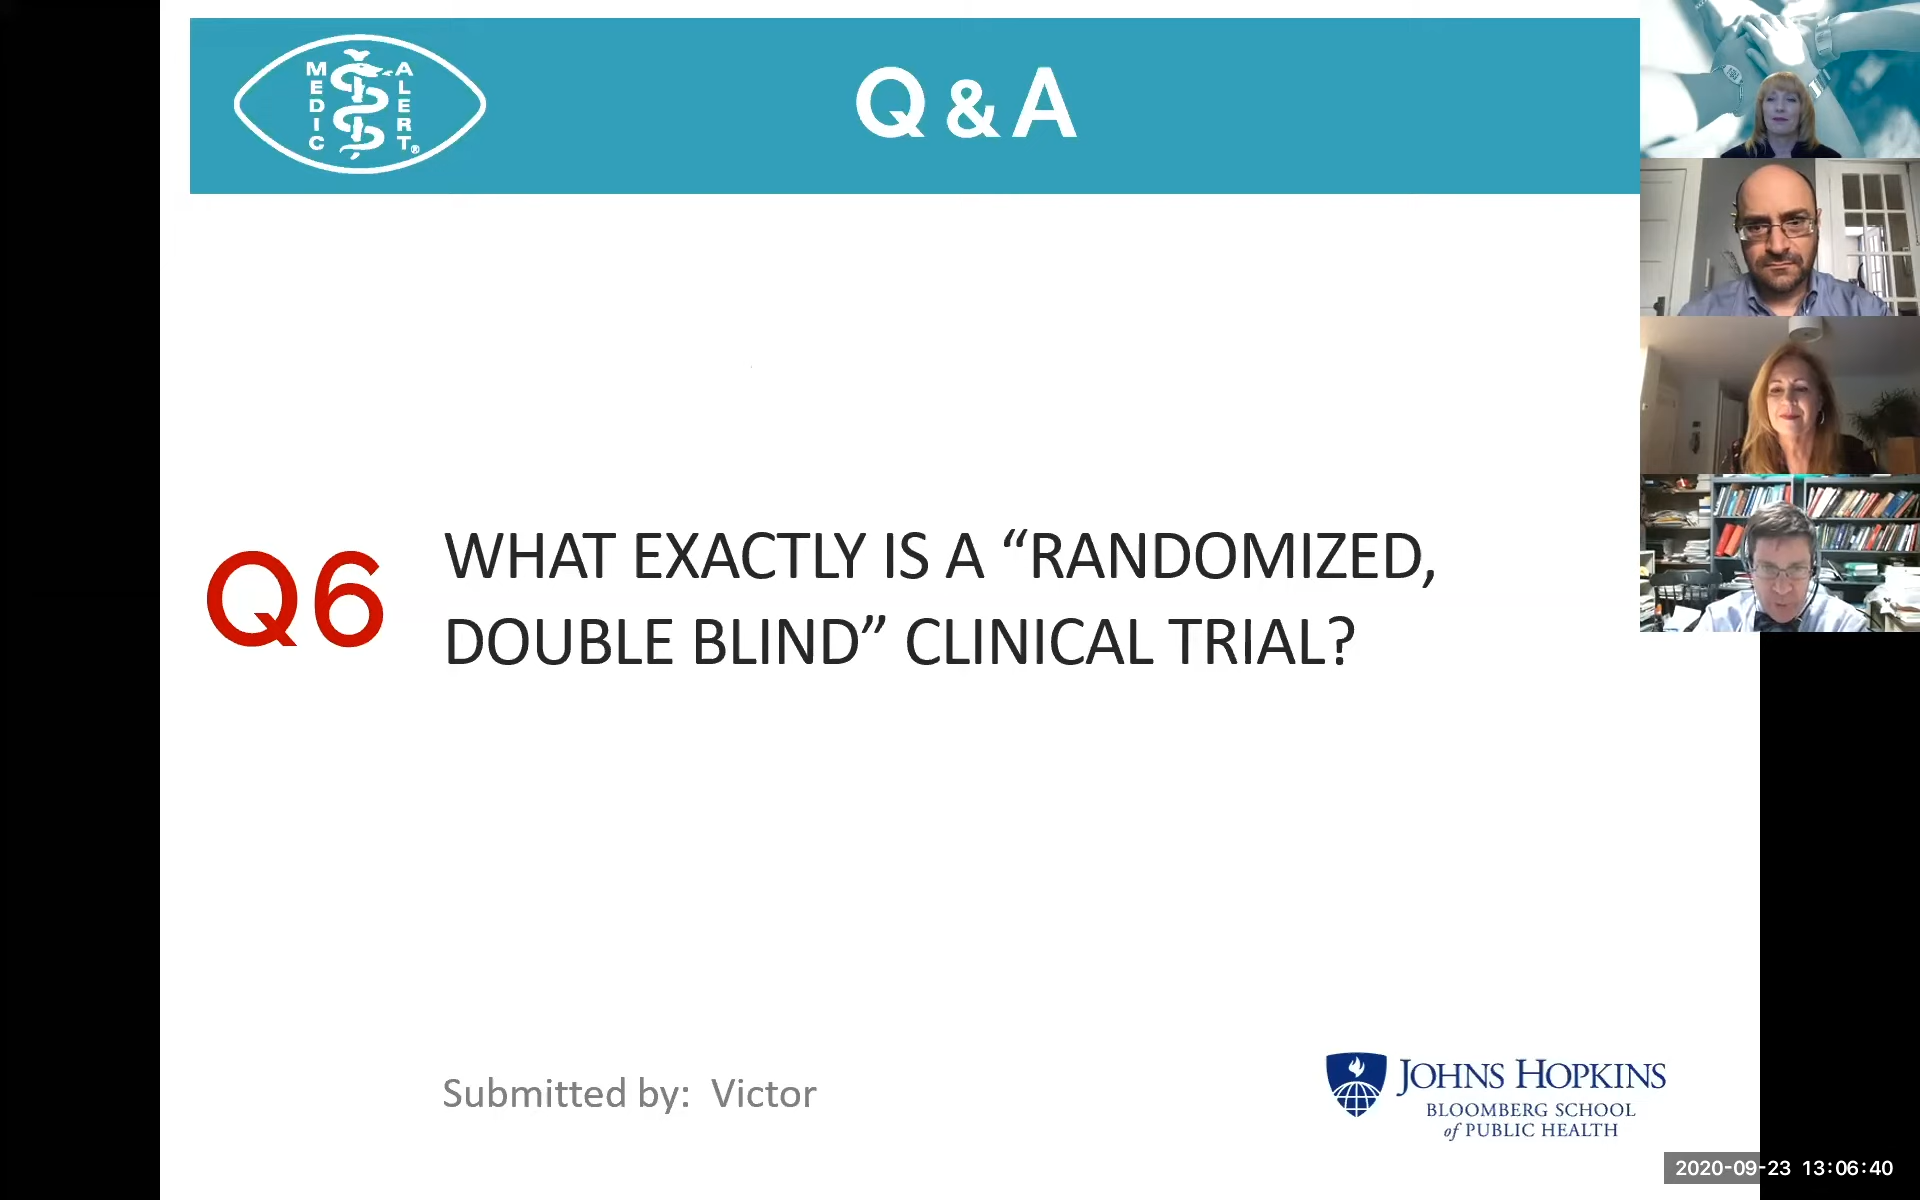 MEDIC ALERT®
Q & A
Q6
WHAT EXACTLY IS A “RANDOMIZED,
DOUBLE BLIND” CLINICAL TRIAL?
Submitted by: Victor
JOHNS HOPKINS
BLOOMBERG SCHOOL
of PUBLIC HEALTH
2020-09-23 13:06:40